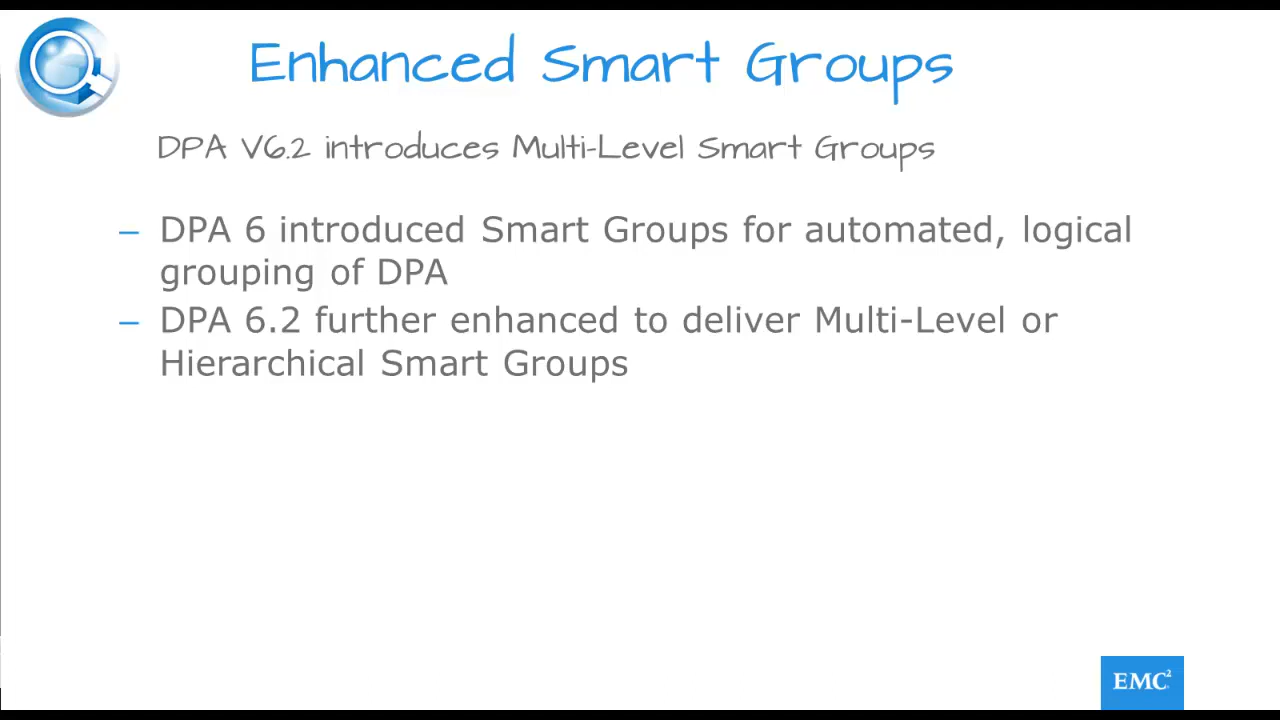 Enhanced Smart Groups
DPA V6.2 introduces Multi-Level Smart Groups
– DPA 6 introduced Smart Groups for automated, logical
grouping of DPA
– DPA 6.2 further enhanced to deliver Multi-Level or
Hierarchical Smart Groups
EMC²